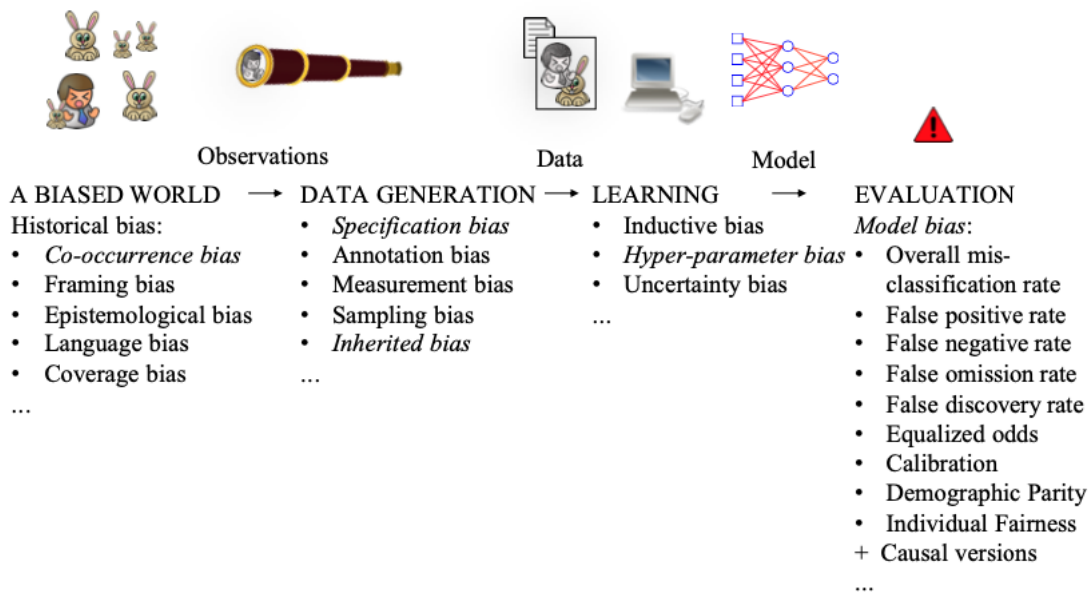 Observations
Data
Model
A BIASED WORLD → DATA GENERATION → LEARNING → EVALUATION
Historical bias:
• Co-occurrence bias
• Framing bias
• Epistemological bias
• Language bias
• Coverage bias
...
• Specification bias
• Annotation bias
• Measurement bias
• Sampling bias
• Inherited bias
...
• Inductive bias
• Hyper-parameter bias
• Uncertainty bias
...
Model bias:
• Overall mis-
classification rate
• False positive rate
• False negative rate
• False omission rate
• False discovery rate
• Equalized odds
• Calibration
• Demographic Parity
• Individual Fairness
+ Causal versions
...